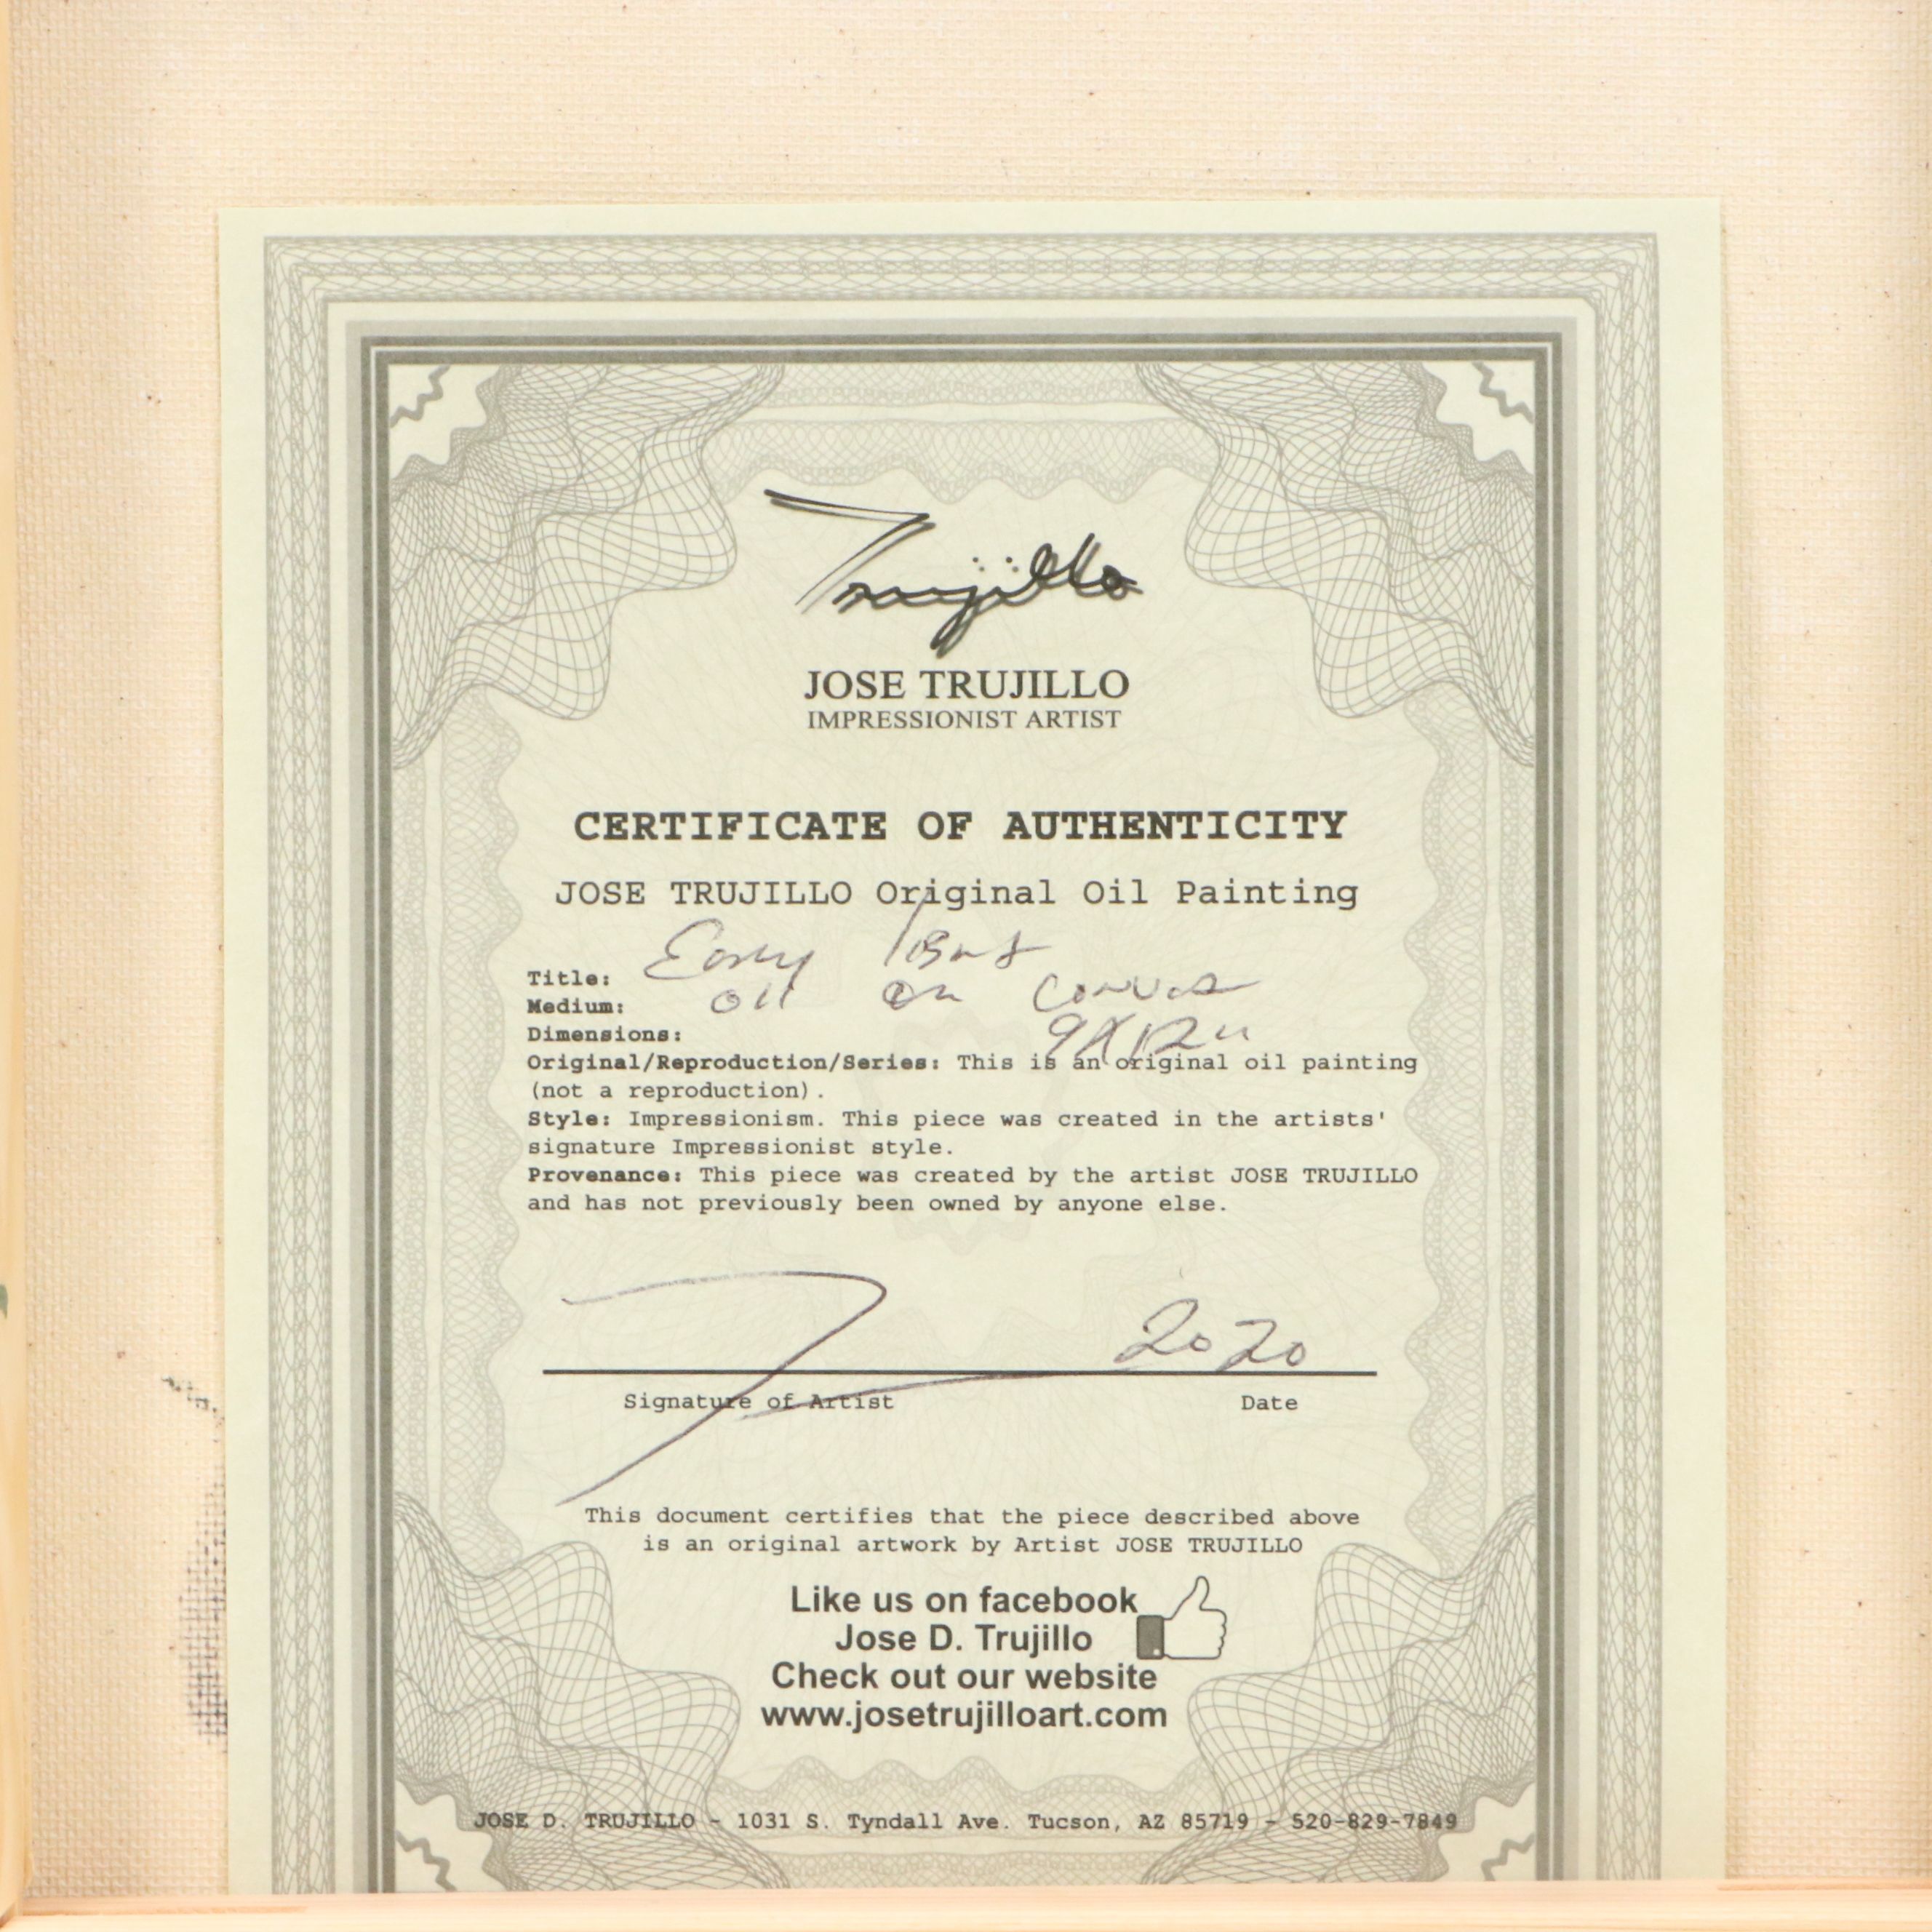 Trujillo
JOSE TRUJILLO
IMPRESSIONIST ARTIST
CERTIFICATE OF AUTHENTICITY
JOSE TRUJILLO Original Oil Painting
Title:
Medium: Oil on Canvas
Dimensions: 9X12"
Original/Reproduction/Series: This is an original oil painting
(not a reproduction).
Style: Impressionism. This piece was created in the artists'
signature Impressionist style.
Provenance: This piece was created by the artist JOSE TRUJILLO
and has not previously been owned by anyone else.
2020
Signature of Artist Date
This document certifies that the piece described above
is an original artwork by Artist JOSE TRUJILLO
Like us on facebook
Jose D. Trujillo
Check out our website
www.josetrujilloart.com
JOSE D. TRUJILLO - 1031 S. Tyndall Ave. Tucson, AZ 85719 - 520-829-7849